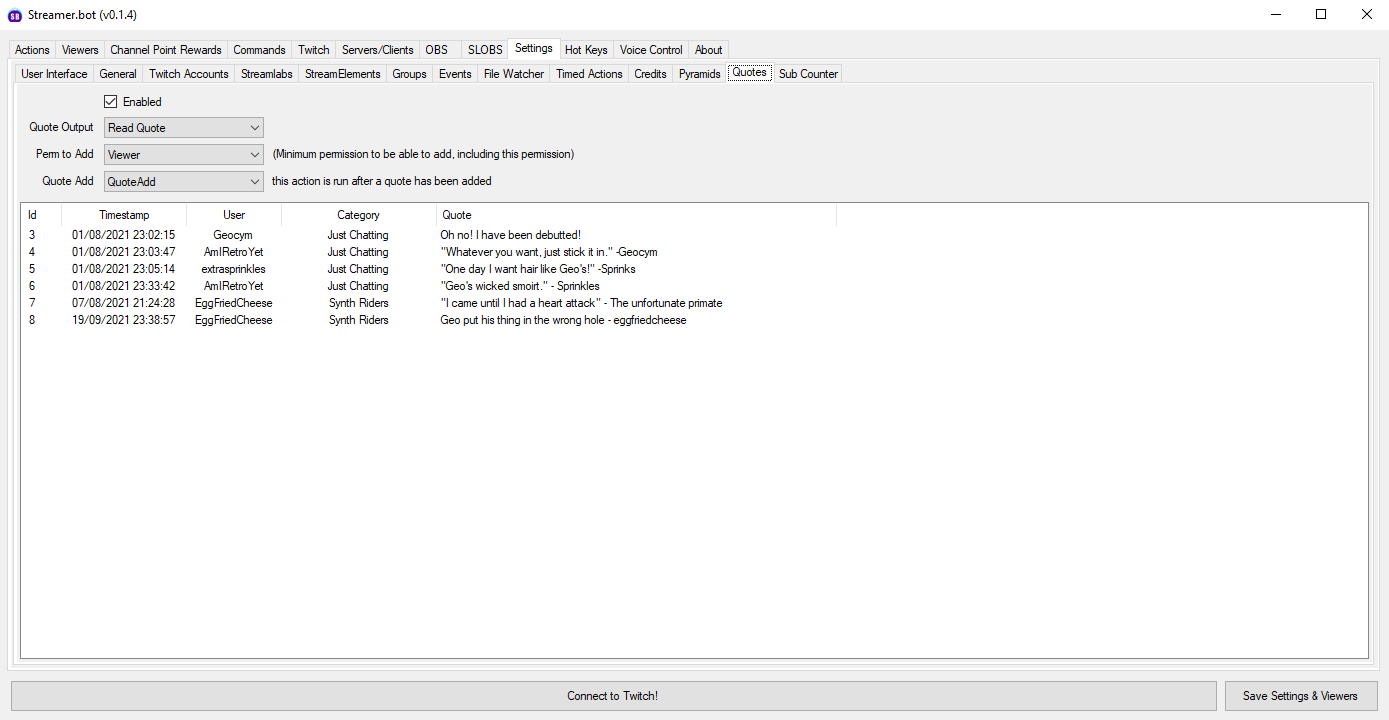 Streamer.bot (v0.1.4)
Actions Viewers Channel Point Rewards Commands Twitch Servers/Clients OBS SLOBS Settings Hot Keys Voice Control About
User Interface General Twitch Accounts Streamlabs StreamElements Groups Events File Watcher Timed Actions Credits Pyramids Quotes Sub Counter
Enabled
Quote Output Read Quote
Perm to Add Viewer (Minimum permission to be able to add, including this permission)
Quote Add QuoteAdd this action is run after a quote has been added
Id Timestamp User Category Quote
3 01/08/2021 23:02:15 Geocym Just Chatting Oh no! I have been debutted!
4 01/08/2021 23:03:47 AmIRetroYet Just Chatting "Whatever you want, just stick it in." -Geocym
5 01/08/2021 23:05:14 extrasprinkles Just Chatting "One day I want hair like Geo's!" -Sprinks
6 01/08/2021 23:33:42 AmIRetroYet Just Chatting "Geo's wicked smoirt." - Sprinkles
7 07/08/2021 21:24:28 EggFriedCheese Synth Riders "I came until I had a heart attack" - The unfortunate primate
8 19/09/2021 23:38:57 EggFriedCheese Synth Riders Geo put his thing in the wrong hole - eggfriedcheese
Connect to Twitch! Save Settings & Viewers